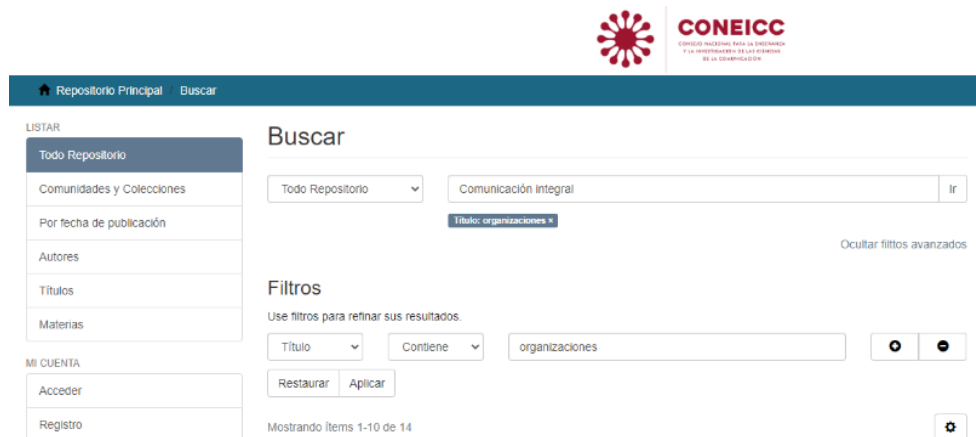 CONEICC
CONSEJO NACIONAL PARA LA ENSEÑANZA
Y LA INVESTIGACIÓN DE LAS CIENCIAS
DE LA COMUNICACIÓN
Repositorio Principal / Buscar
LISTAR
Todo Repositorio
Comunidades y Colecciones
Por fecha de publicación
Autores
Títulos
Materias
MI CUENTA
Acceder
Registro
Buscar
Todo Repositorio
Comunicación integral
Ir
Título: organizaciones ×
Ocultar filttos avanzados
Filtros
Use filtros para refinar sus resultados.
Título
Contiene
organizaciones
Restaurar
Aplicar
Mostrando ítems 1-10 de 14